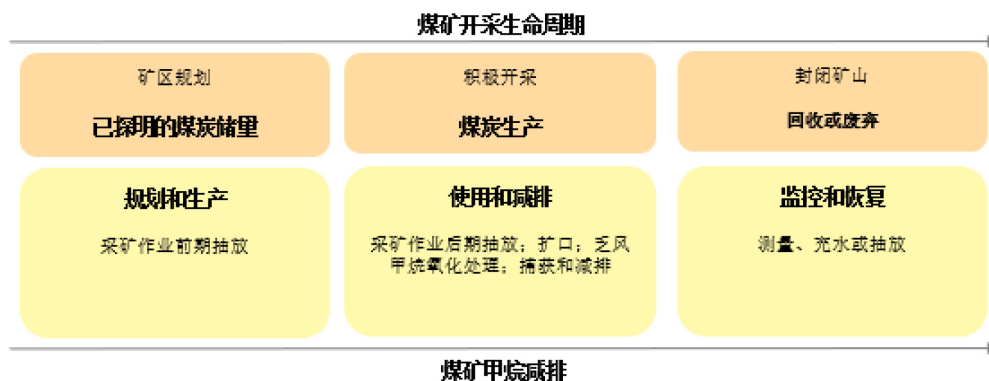 煤矿开采生命周期
矿区规划
已探明的煤炭储量
积极开采
煤炭生产
封闭矿山
回收或废弃
规划和生产
采矿作业前期抽放
使用和减排
采矿作业后期抽放；扩口；乏风
甲烷氧化处理；捕获和减排
监控和恢复
测量、充水或抽放
煤矿甲烷减排